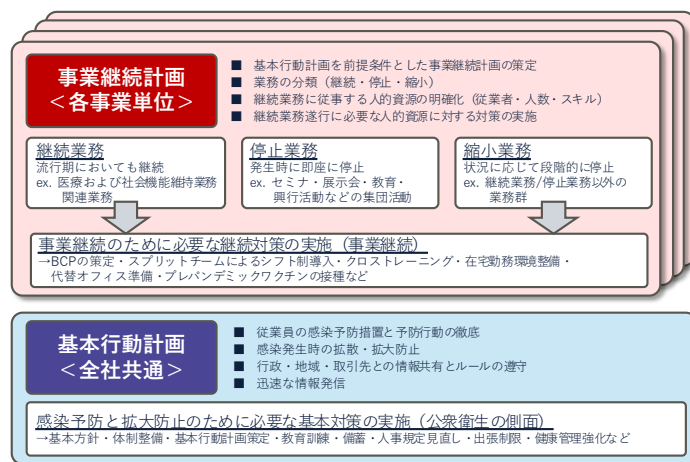 事業継続計画
＜各事業単位＞
■ 基本行動計画を前提条件とした事業継続計画の策定
■ 業務の分類（継続・停止・縮小）
■ 継続業務に従事する人的資源の明確化（従業者・人数・スキル）
■ 継続業務遂行に必要な人的資源に対する対策の実施
継続業務
流行期においても継続
ex. 医療および社会機能維持業務
関連業務
停止業務
発生時に即座に停止
ex. セミナ・展示会・教育・
興行活動などの集団活動
縮小業務
状況に応じて段階的に停止
ex. 継続業務/停止業務以外の
業務群
事業継続のために必要な継続対策の実施（事業継続）
→BCPの策定・スプリットチームによるシフト制導入・クロストレーニング・在宅勤務環境整備・
代替オフィス準備・プレパンデミックワクチンの接種など
基本行動計画
＜全社共通＞
■ 従業員の感染予防措置と予防行動の徹底
■ 感染発生時の拡散・拡大防止
■ 行政・地域・取引先との情報共有とルールの遵守
■ 迅速な情報発信
感染予防と拡大防止のために必要な基本対策の実施（公衆衛生の側面）
→基本方針・体制整備・基本行動計画策定・教育訓練・備蓄・人事規定見直し・出張制限・健康管理強化など